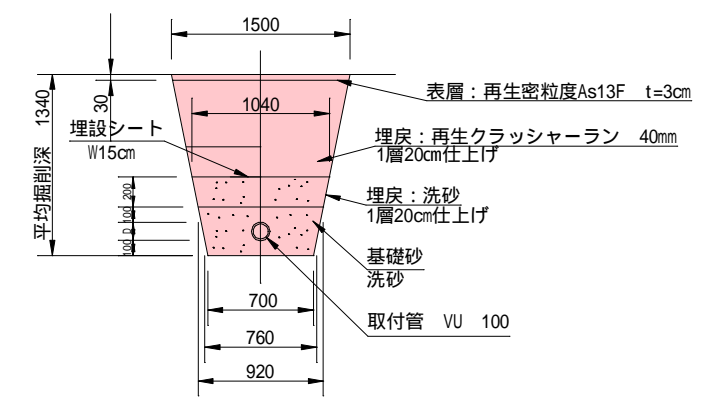 1500
表層：再生密粒度As13F　t=3cm
30
1040
平均掘削深　1340
埋設シート
W15cm
埋戻：再生クラッシャーラン　40mm
1層20cm仕上げ
埋戻：洗砂
1層20cm仕上げ
200
100
D
100
基礎砂
洗砂
700
取付管　VU　100
760
920